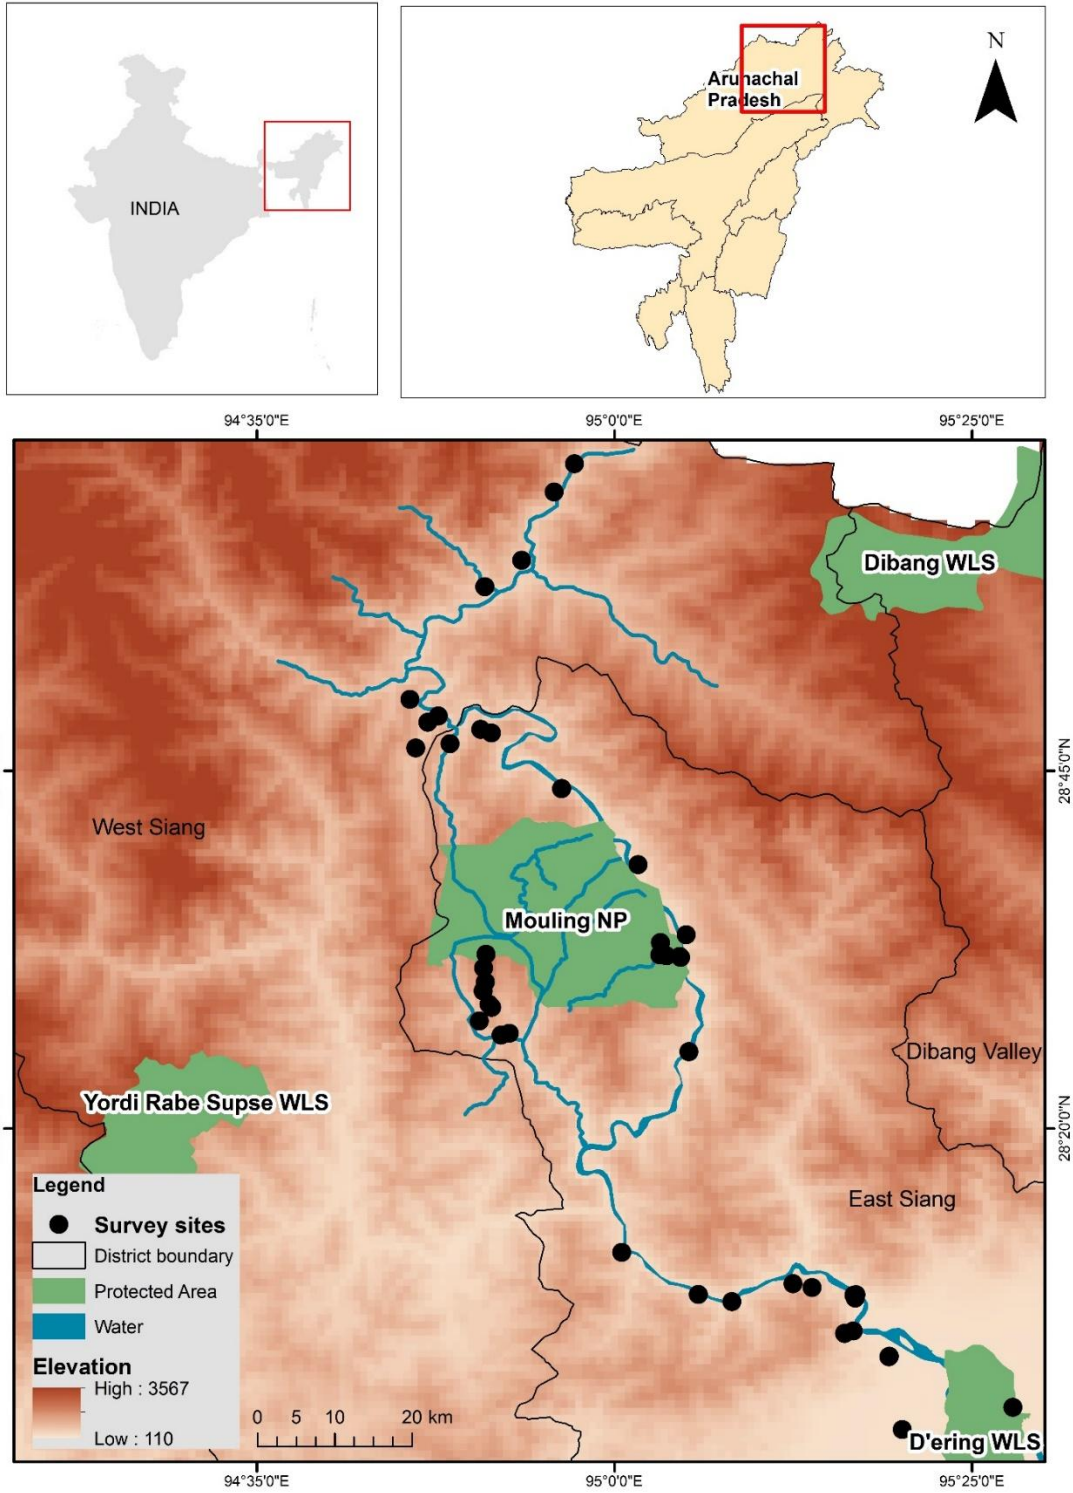 INDIA
Arunachal
Pradesh
N
94°35'0"E
95°0'0"E
95°25'0"E
Dibang WLS
28°45'0"N
West Siang
Mouling NP
Dibang Valley
Yordi Rabe Supse WLS
28°20'0"N
East Siang
Legend
Survey sites
District boundary
Protected Area
Water
Elevation
High : 3567
Low : 110
0 5 10 20 km
D'ering WLS
94°35'0"E
95°0'0"E
95°25'0"E